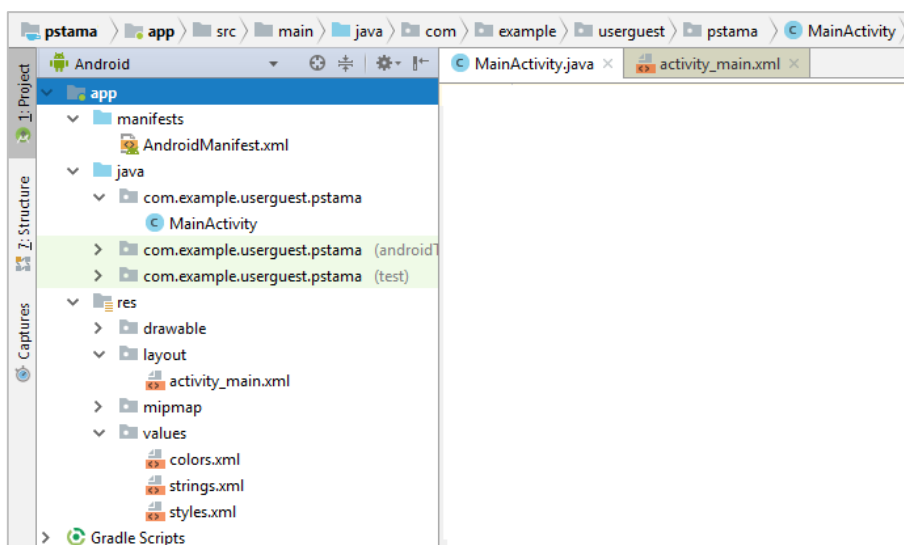 pstama app src main java com example userguest pstama MainActivity
1: Project
7: Structure
Captures
Android
MainActivity.java
activity_main.xml
app
manifests
AndroidManifest.xml
java
com.example.userguest.pstama
MainActivity
com.example.userguest.pstama (androidT
com.example.userguest.pstama (test)
res
drawable
layout
activity_main.xml
mipmap
values
colors.xml
strings.xml
styles.xml
Gradle Scripts